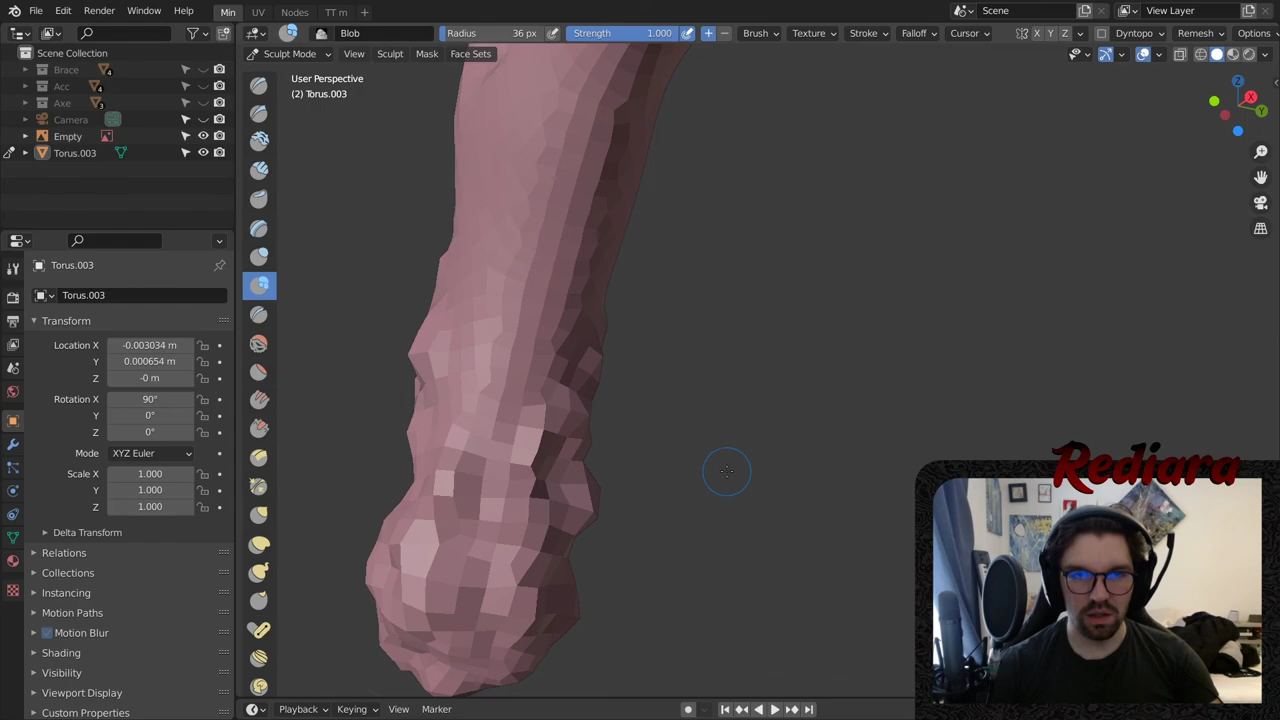 File Edit Render Window Help Min UV Nodes TT m + Scene View Layer
Blob Radius 36 px Strength 1.000 Brush Texture Stroke Falloff Cursor X Y Z Dyntopo Remesh Options
Scene Collection
Brace 4
Acc 4
Axe 3
Camera
Empty
Torus.003
Sculpt Mode View Sculpt Mask Face Sets
User Perspective
(2) Torus.003
X
Y
Z
Torus.003
Torus.003
Transform
Location X -0.003034 m
Y 0.000654 m
Z -0 m
Rotation X 90°
Y 0°
Z 0°
Mode XYZ Euler
Scale X 1.000
Y 1.000
Z 1.000
Delta Transform
Relations
Collections
Instancing
Motion Paths
Motion Blur
Shading
Visibility
Viewport Display
Custom Properties
Rediara
Playback Keying View Marker